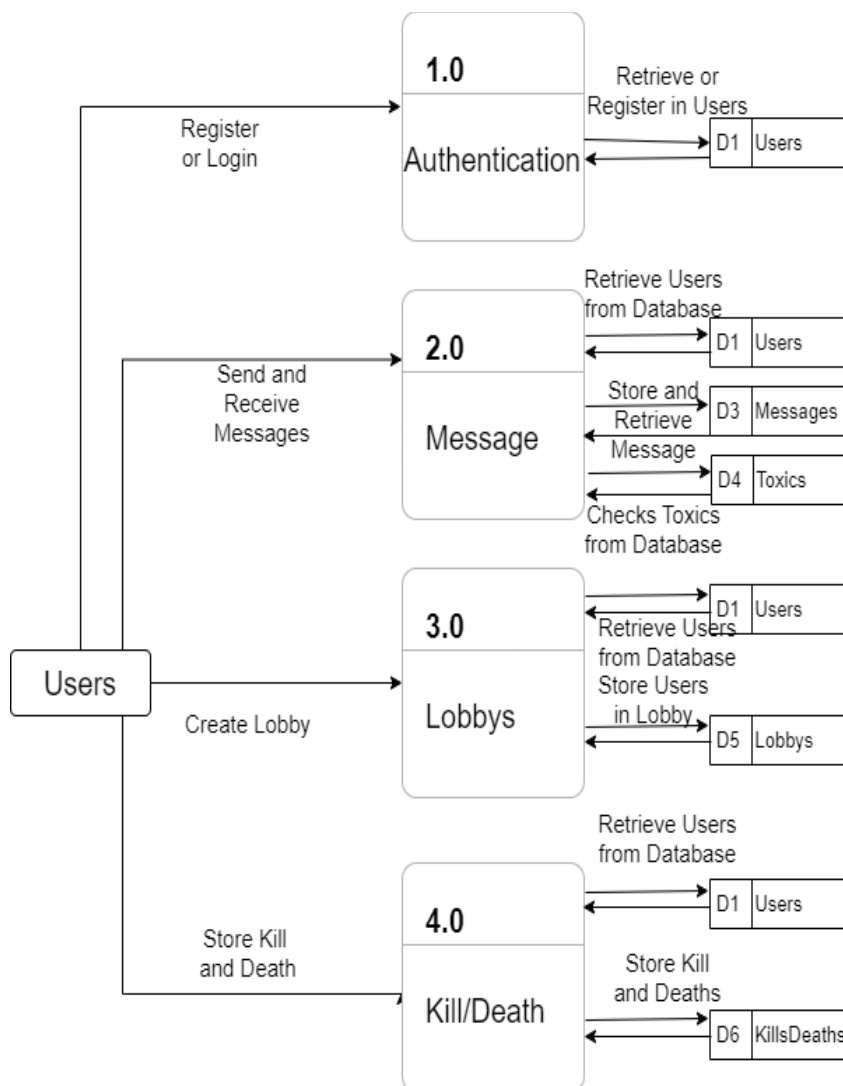 1.0
Authentication
Register
or Login
Retrieve or
Register in Users
D1 Users
2.0
Message
Send and
Receive
Messages
Retrieve Users
from Database
D1 Users
Store and
Retrieve
Message
D3 Messages
D4 Toxics
Checks Toxics
from Database
3.0
Lobbys
Users
Create Lobby
D1 Users
Retrieve Users
from Database
Store Users
in Lobby
D5 Lobbys
4.0
Kill/Death
Store Kill
and Death
Retrieve Users
from Database
D1 Users
Store Kill
and Deaths
D6 KillsDeaths